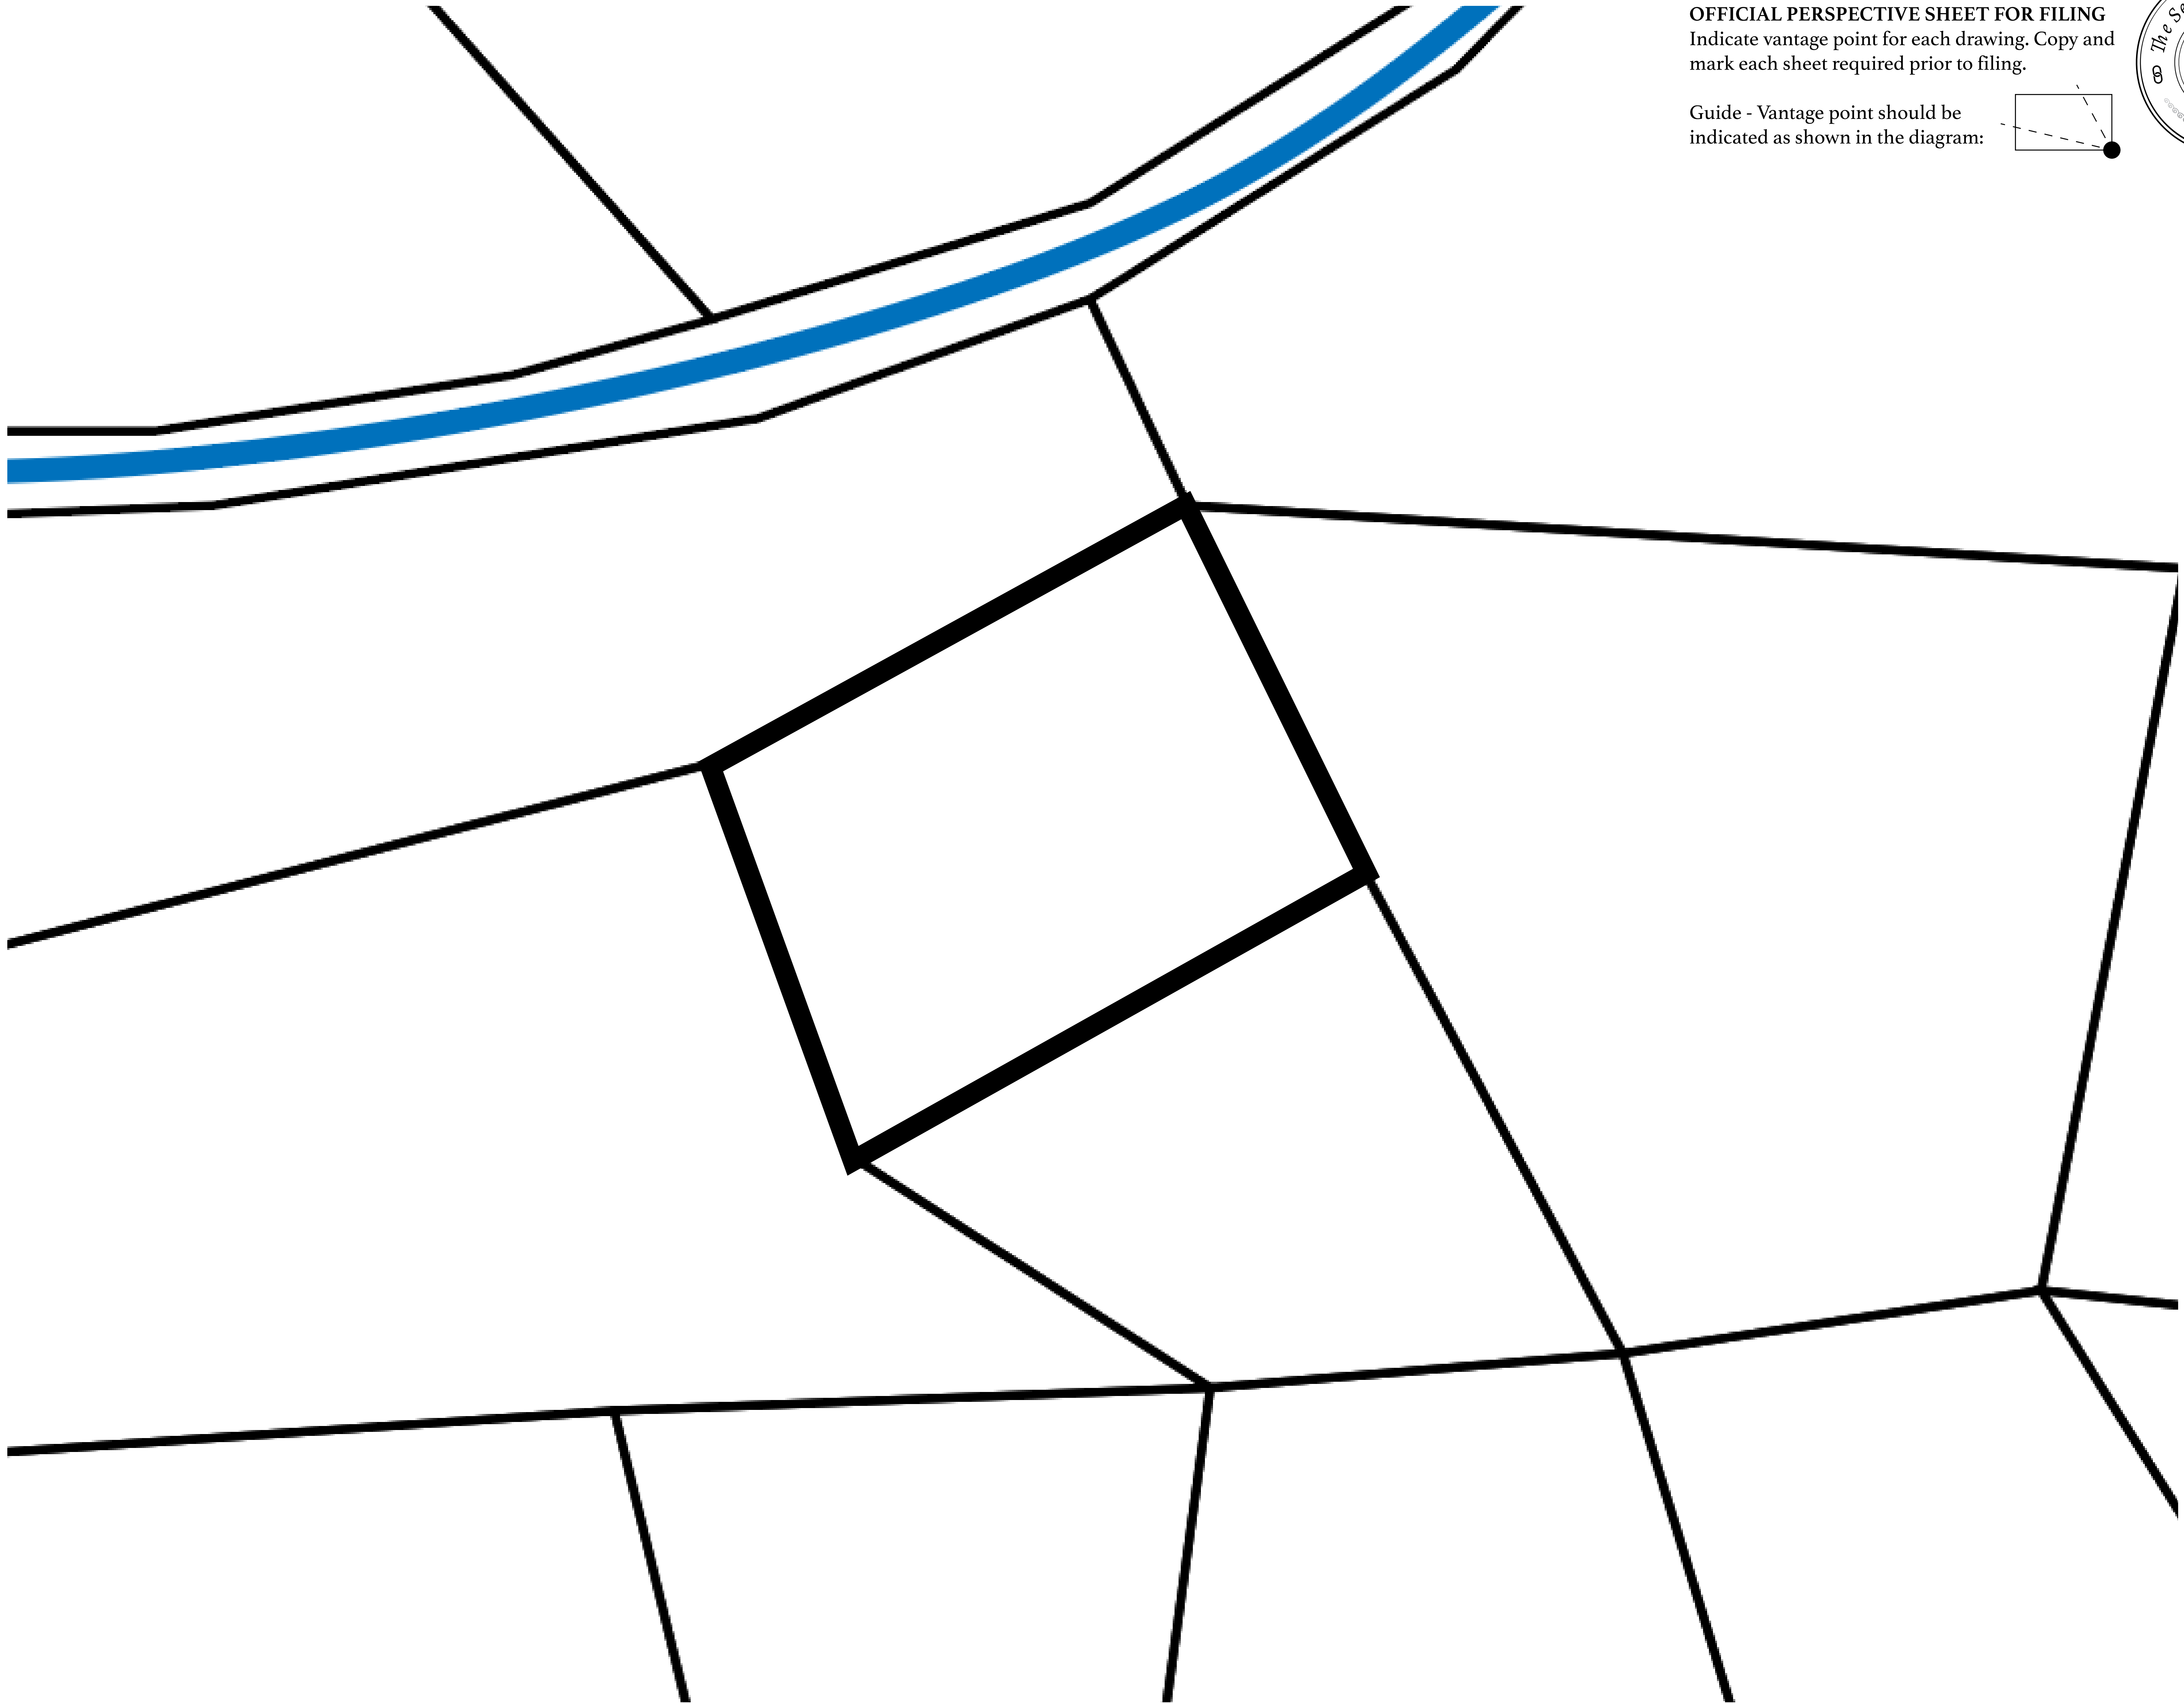 OFFICIAL PERSPECTIVE SHEET FOR FILING
Indicate vantage point for each drawing. Copy and
mark each sheet required prior to filing.
Guide - Vantage point should be
indicated as shown in the diagram:
The